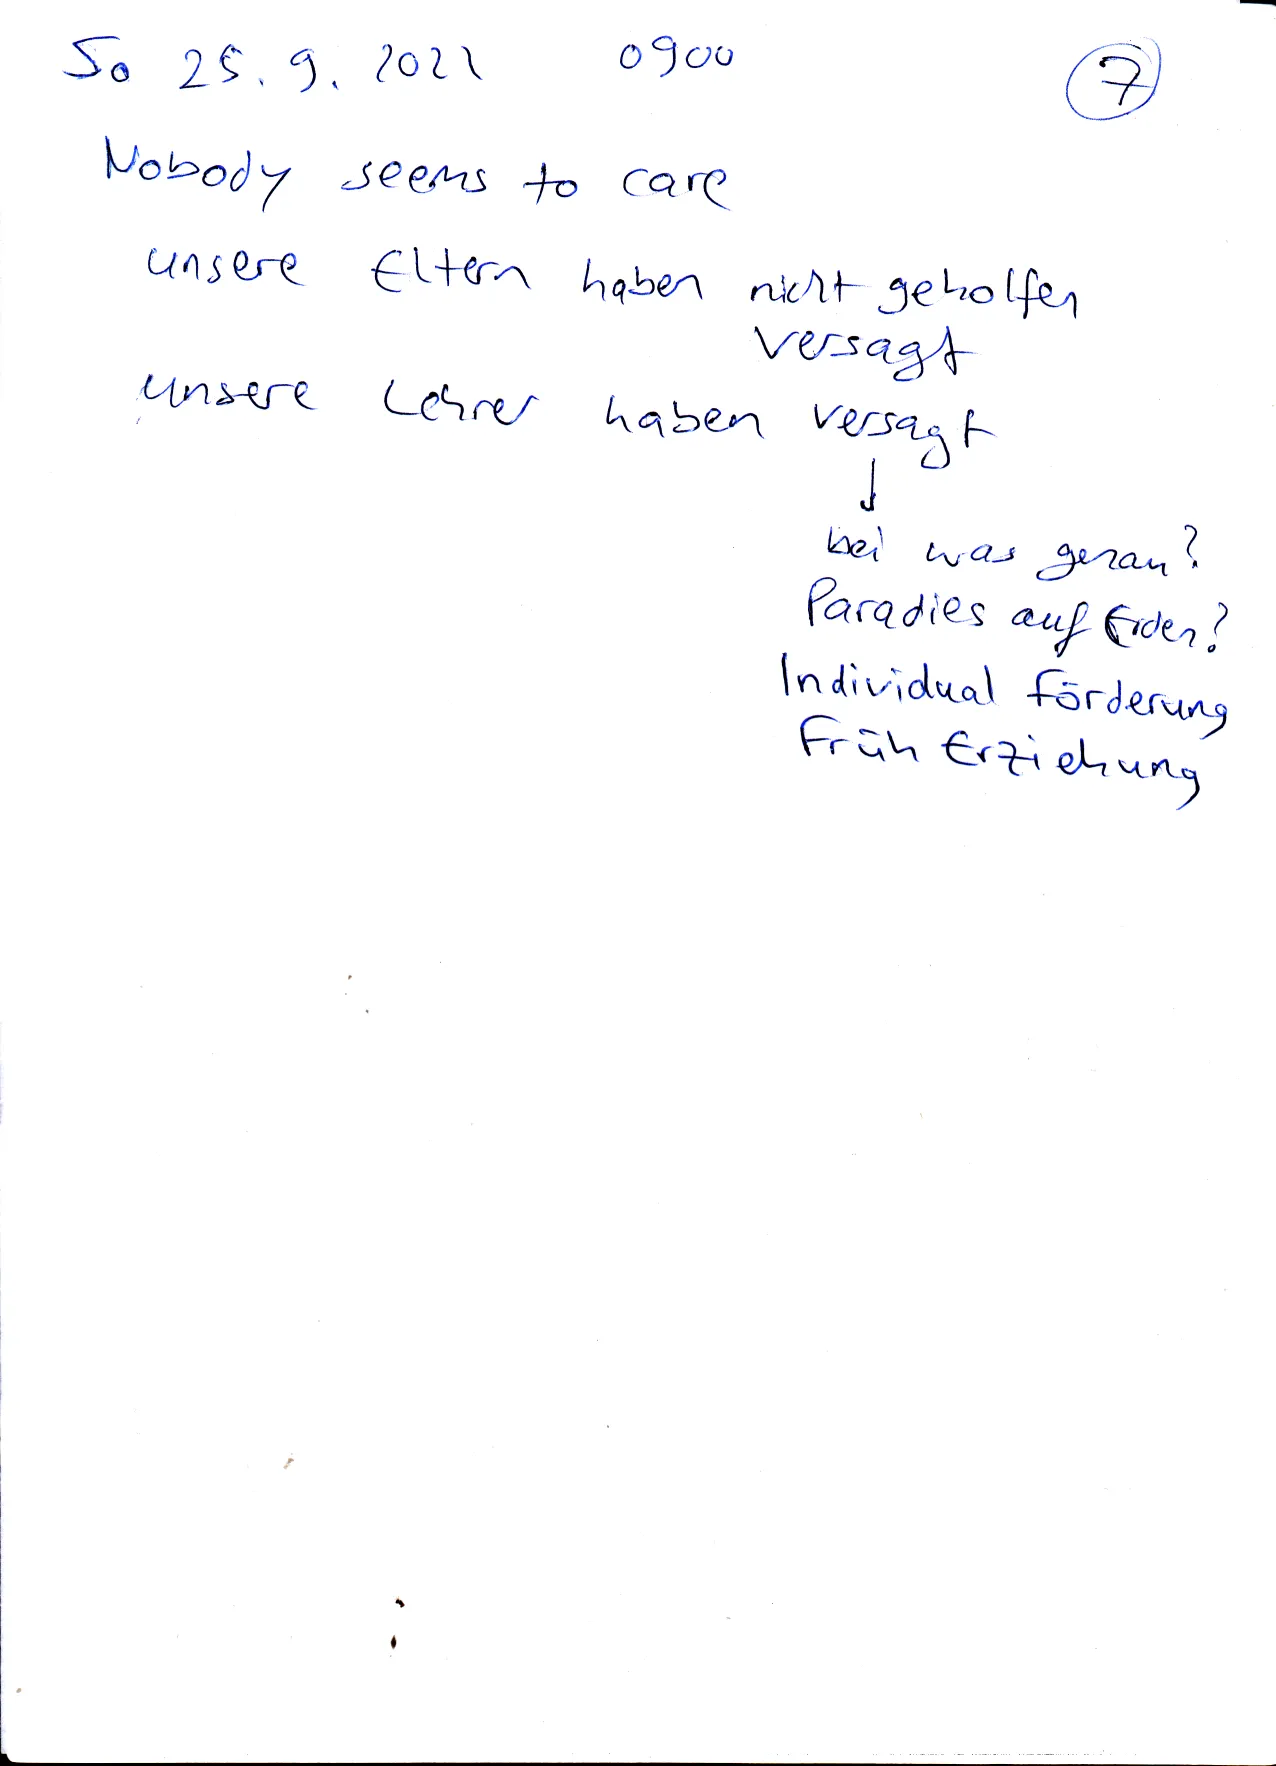 So 25.9.2022 0900 7
Nobody seems to care
unsere Eltern haben nicht geholfen
versagt
unsere Lehrer haben versagt
↓
bei was genau?
Paradies auf Erden?
Individual förderung
Früh Erziehung